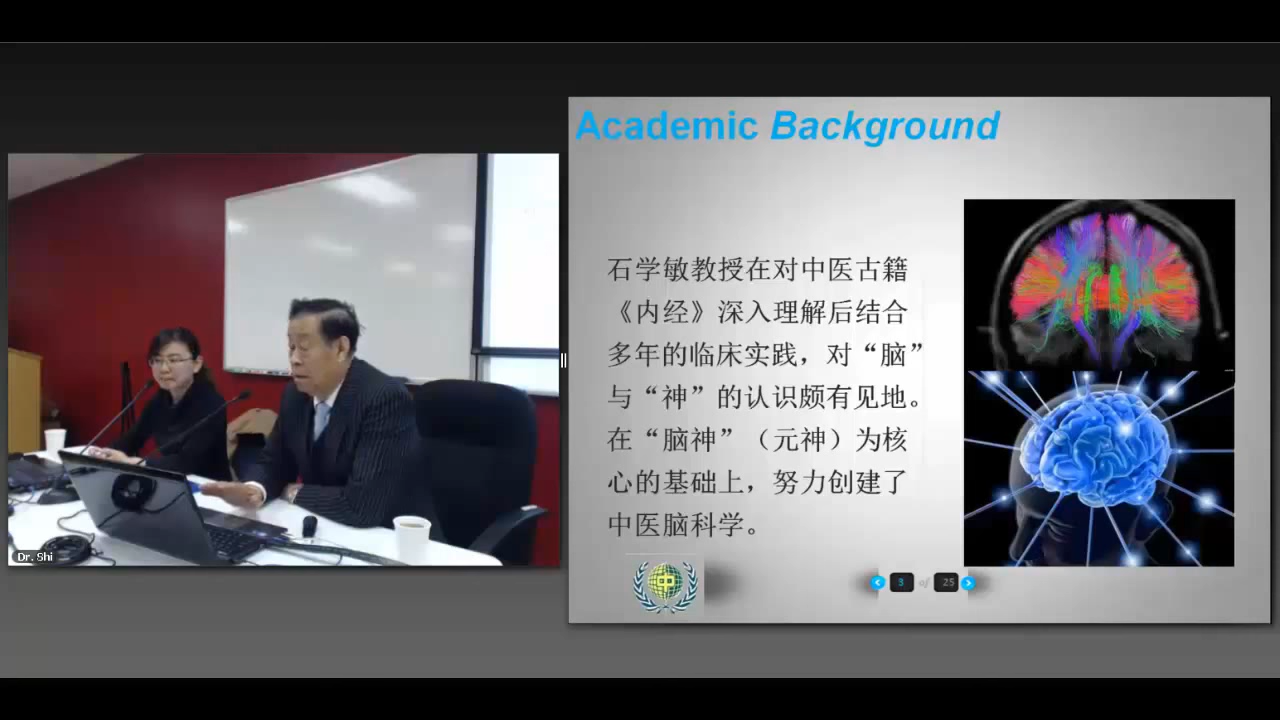 Academic Background
石学敏教授在对中医古籍
《内经》深入理解后结合
多年的临床实践，对“脑”
与“神”的认识颇有见地。
在“脑神”（元神）为核
心的基础上，努力创建了
中医脑科学。
Dr. Shi
3 of 25